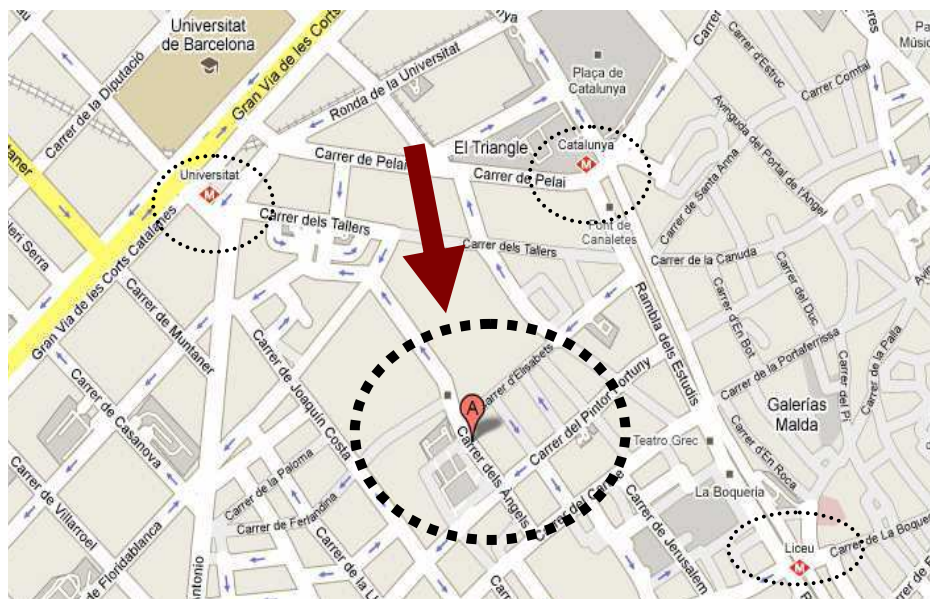 Universitat
de Barcelona
Carrer de la Diputació
Gran Via de les Corts
Ronda de la Universitat
Catalunya
Plaça de
Catalunya
Carrer d'Estruc
Carrer Comtal
Avinguda del Portal de l'Àngel
El Triangle
Catalunya
M
Carrer de Pelai
Carrer de Pelai
Universitat
M
Carrer de Santa Anna
Font de
Canaletes
Carrer dels Tallers
Carrer dels Tallers
Carrer de la Canuda
Gran Via de les Corts Catalanes
Carrer de Muntaner
Rambla dels Estudis
Carrer d'En Bot
Carrer del Duc
Carrer de la Portaferrissa
Carrer de la Palla
Carrer del Pi
Carrer d'Elisabets
Carrer del Pintor Fortuny
Carrer de Joaquín Costa
Carrer de Casanova
A
Carrer dels Àngels
Galerías
Malda
Teatro Grec
Carrer d'En Roca
Carrer del Carme
La Boqueria
Carrer de la Paloma
Carrer de Ferlandina
Carrer de Villarroel
Carrer de Jerusalem
Liceu
M
Carrer de La Boqueria